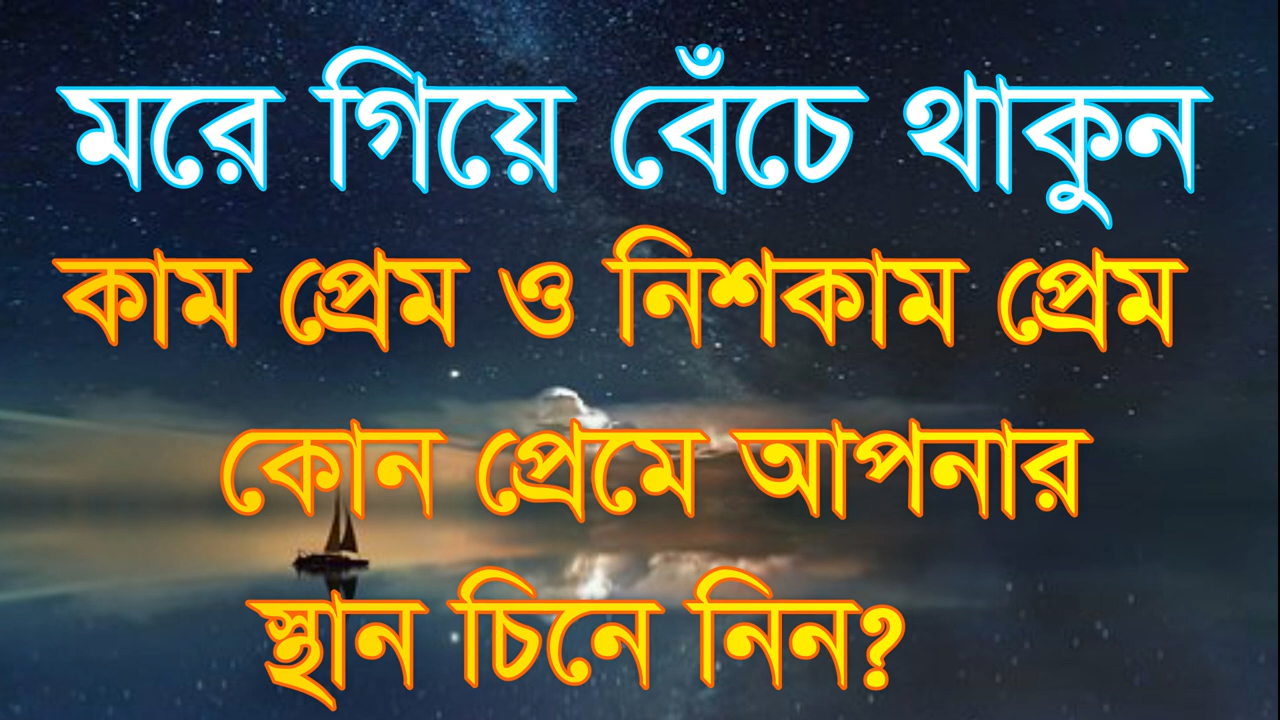 মরে গিয়ে বেঁচে থাকুন
কাম প্রেম ও নিশকাম প্রেম
কোন প্রেমে আপনার
স্থান চিনে নিন?